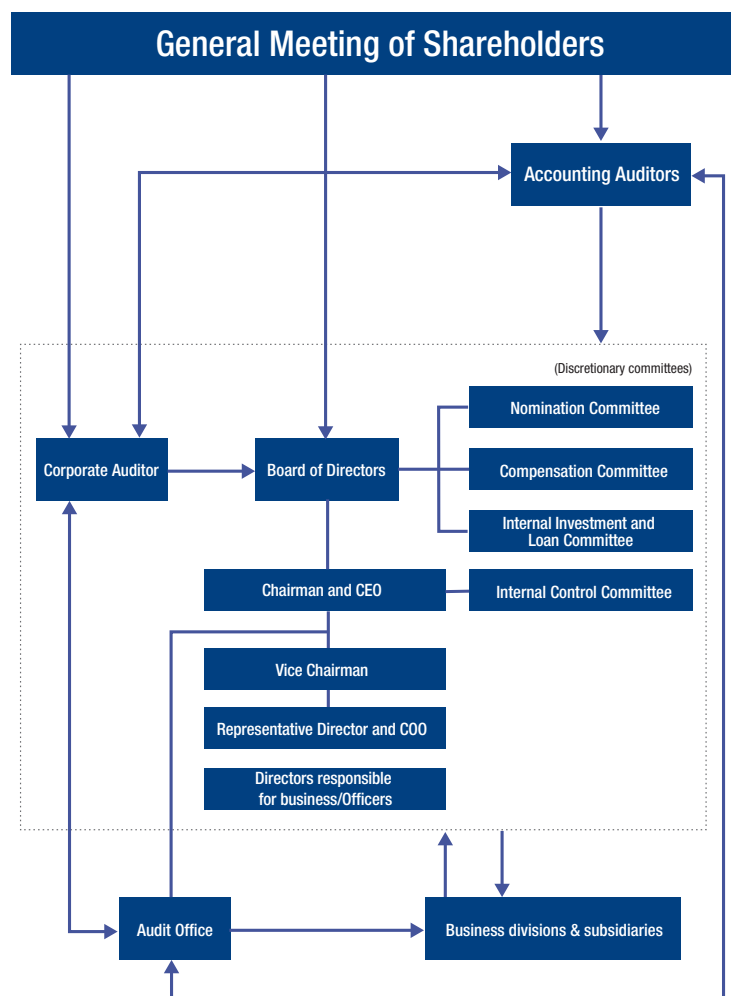 General Meeting of Shareholders
Accounting Auditors
(Discretionary committees)
Nomination Committee
Corporate Auditor
Board of Directors
Compensation Committee
Internal Investment and
Loan Committee
Chairman and CEO
Internal Control Committee
Vice Chairman
Representative Director and COO
Directors responsible
for business/Officers
Audit Office
Business divisions & subsidiaries